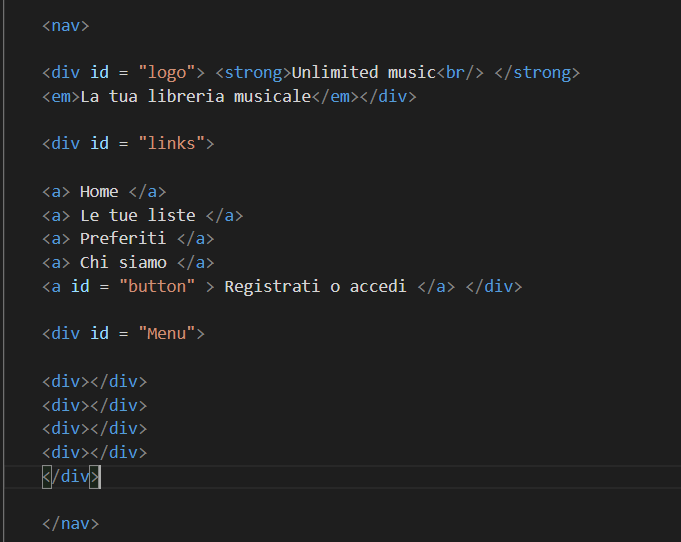 <nav>
<div id = "logo"> <strong>Unlimited music<br/> </strong>
<em>La tua libreria musicale</em></div>
<div id = "links">
<a> Home </a>
<a> Le tue liste </a>
<a> Preferiti </a>
<a> Chi siamo </a>
<a id = "button" > Registrati o accedi </a> </div>
<div id = "Menu">
<div></div>
<div></div>
<div></div>
<div></div>
</div>
</nav>